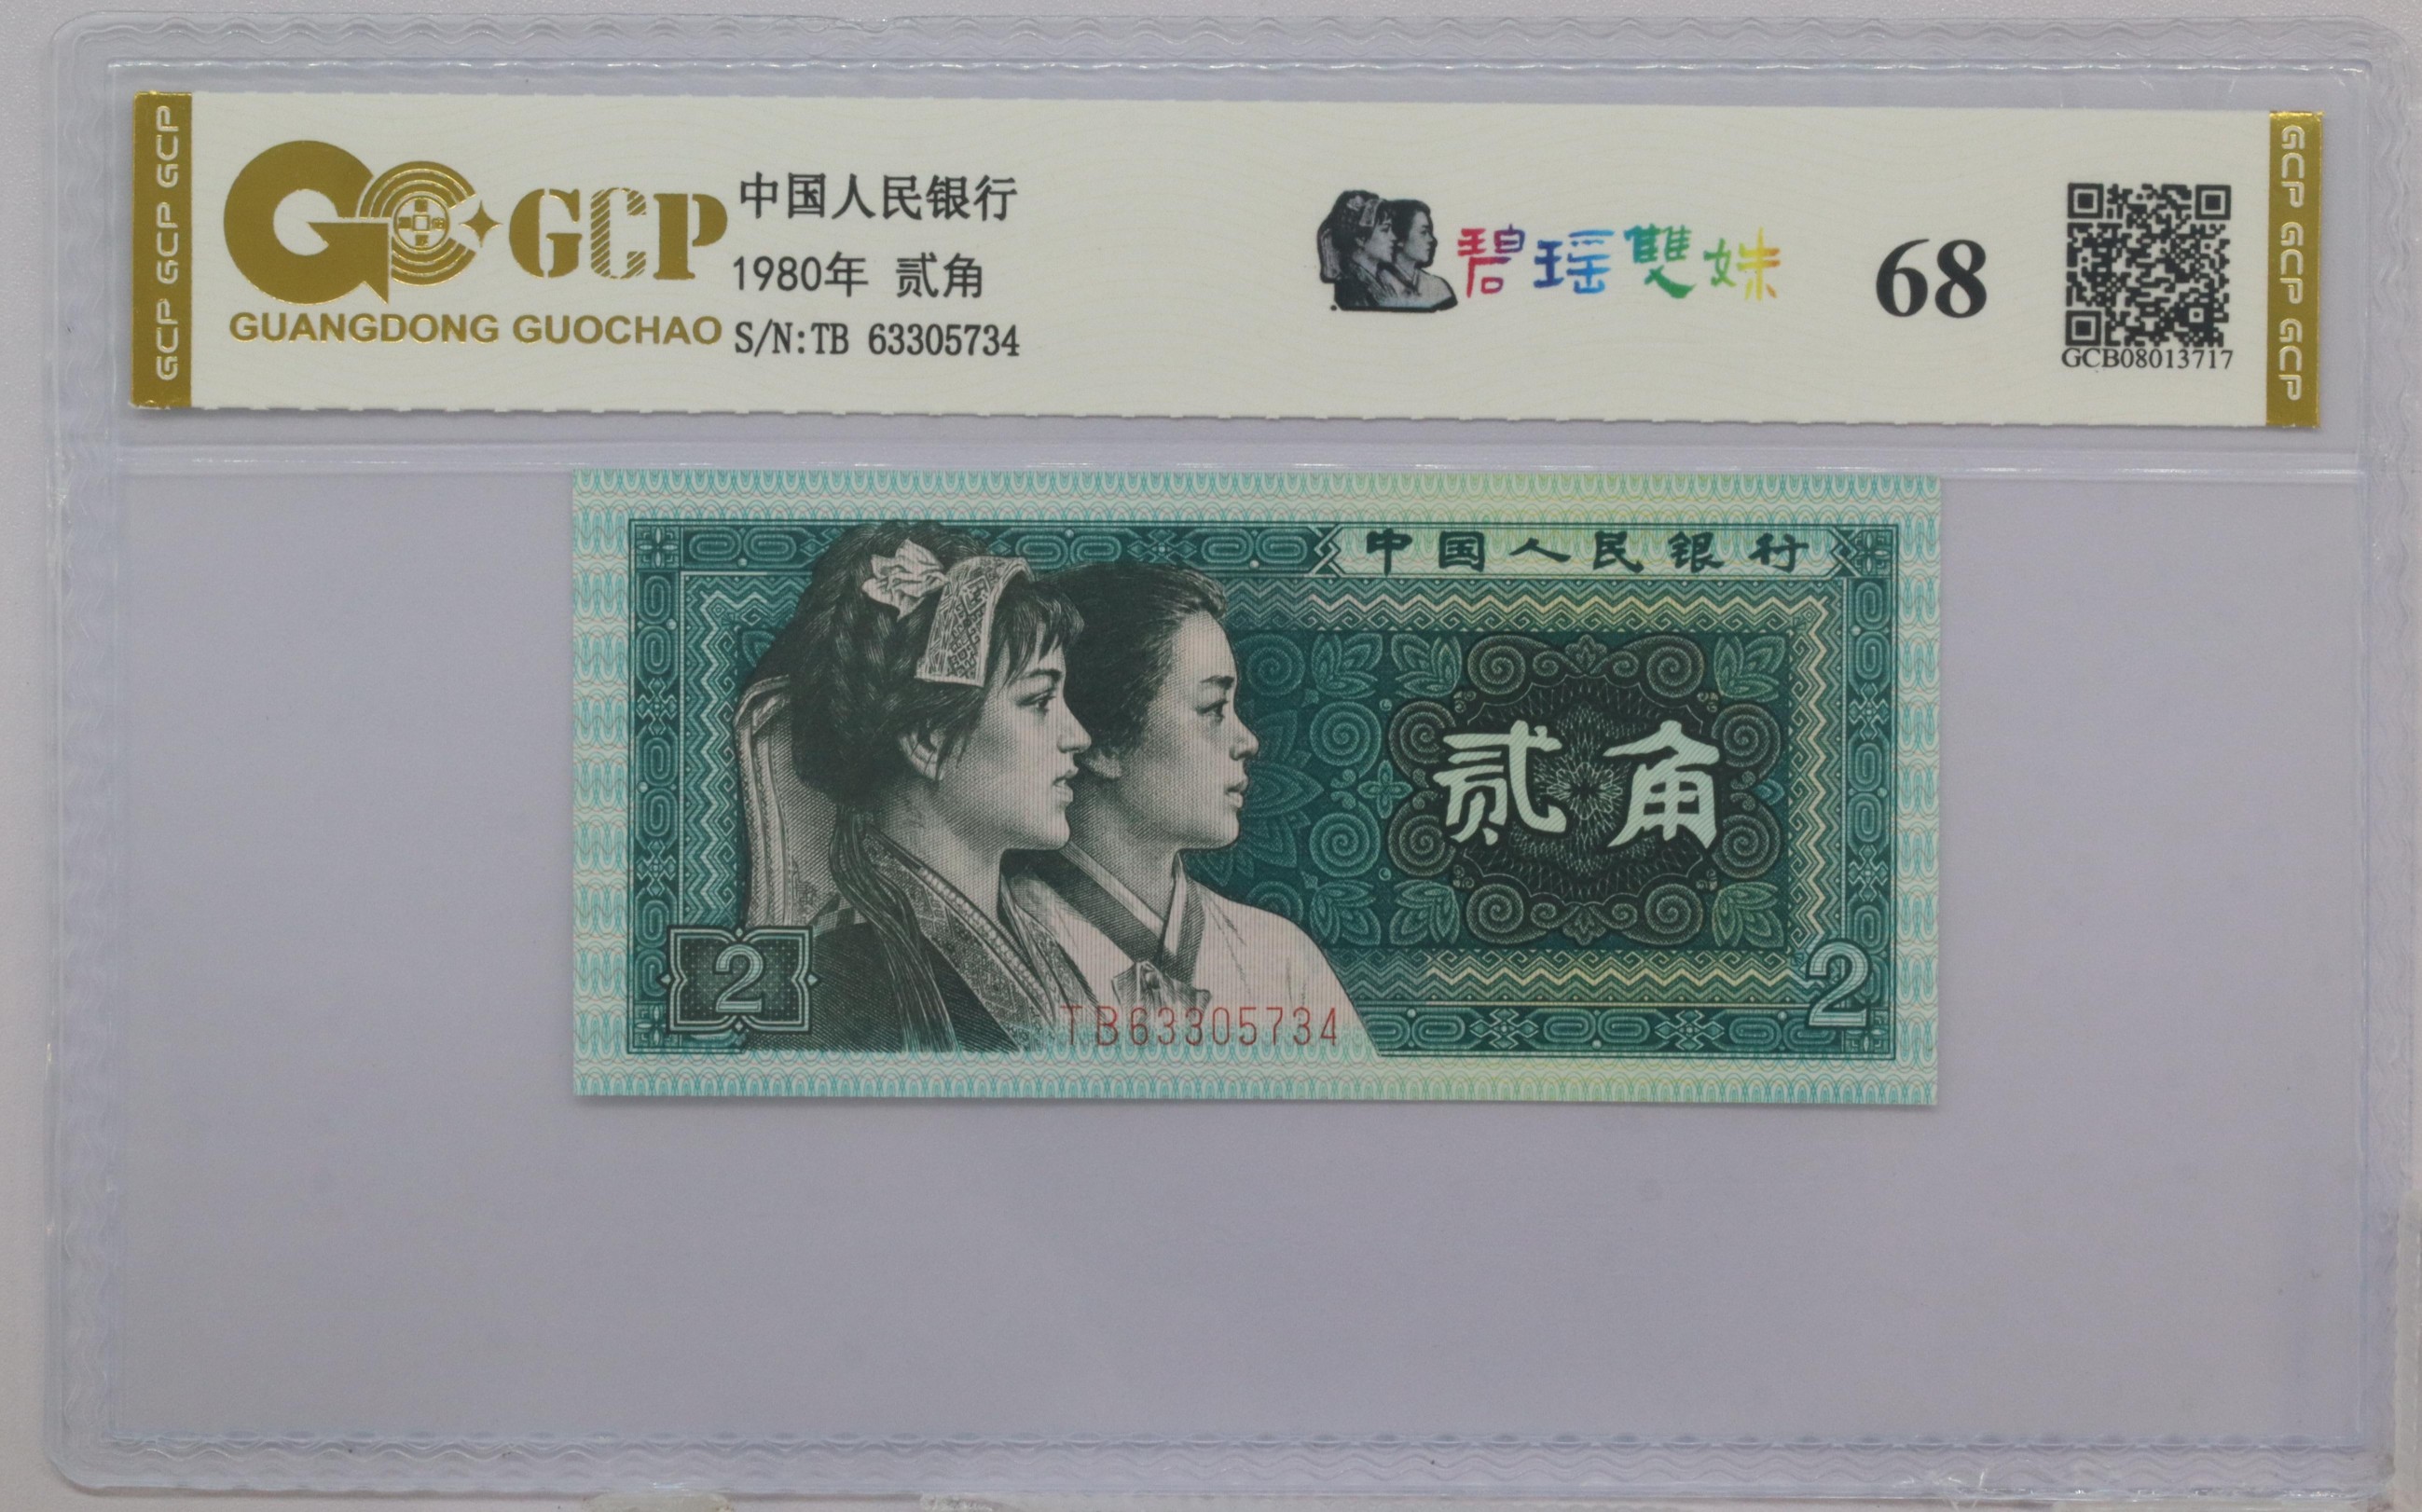 GCP GCP GCP
GC GCP
GUANGDONG GUOCHAO
中国人民银行
1980年 贰角
S/N:TB 63305734
碧瑶雙姝
68
GCB08013717
GCP GCP GCP
中国人民银行
贰角
2
2
TB63305734